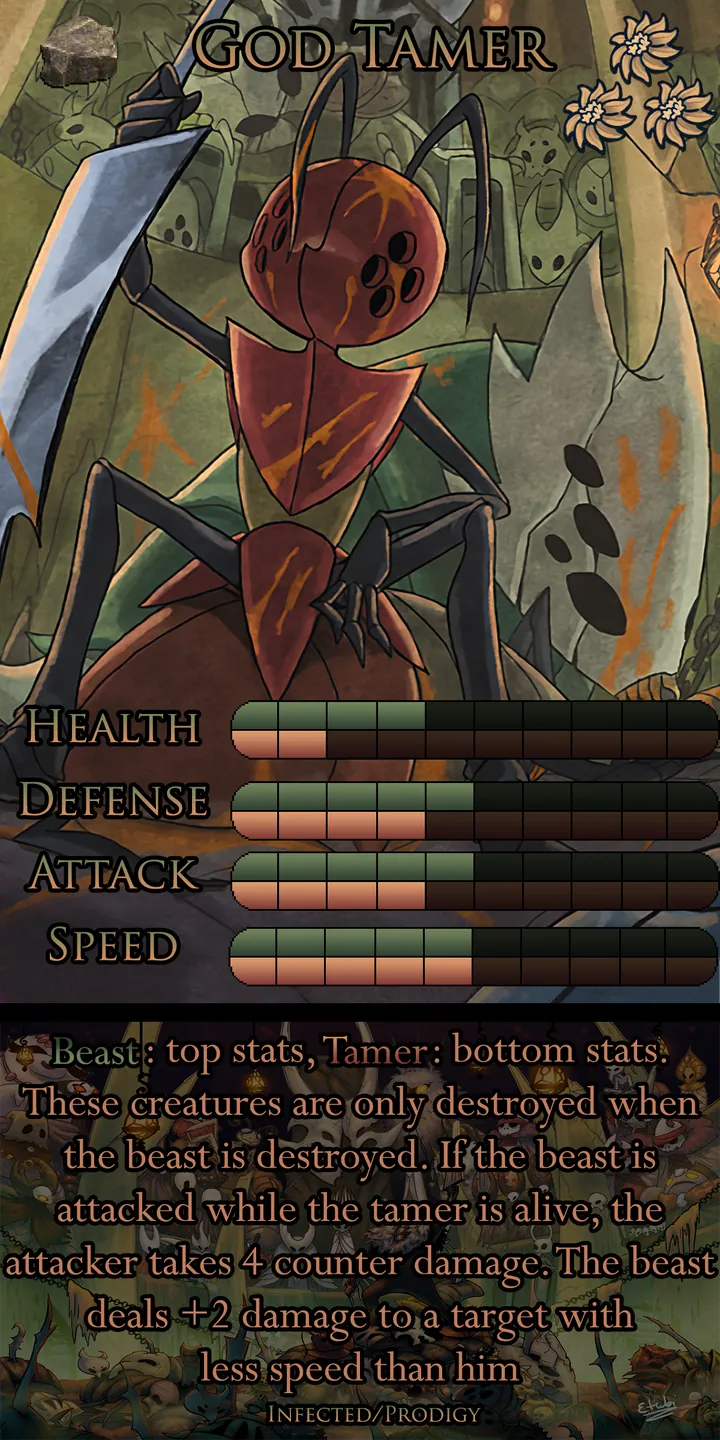 God Tamer
Health
Defense
Attack
Speed
Beast: top stats, Tamer: bottom stats.
These creatures are only destroyed when
the beast is destroyed. If the beast is
attacked while the tamer is alive, the
attacker takes 4 counter damage. The beast
deals +2 damage to a target with
less speed than him
Infected/Prodigy